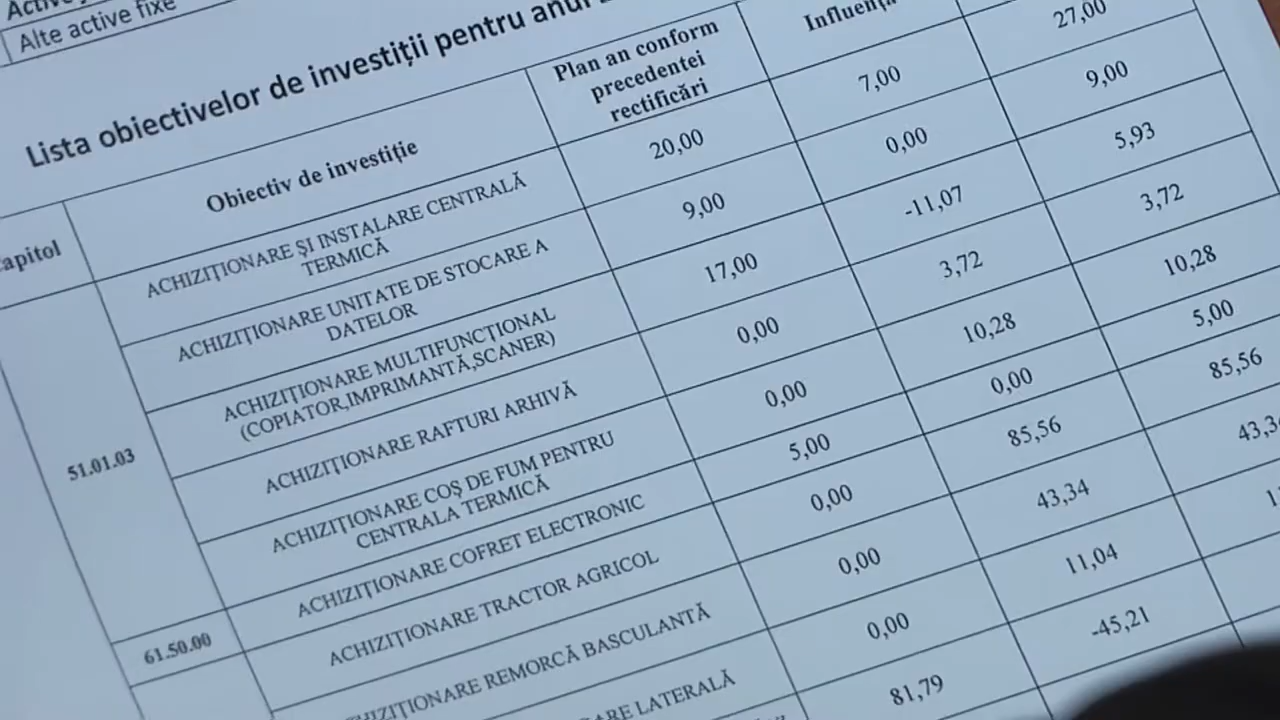 Alte active fixe
Lista obiectivelor de investiții pentru anul
Obiectiv de investiție
Plan an conform
precedentei
rectificări
27,00
ACHIZIȚIONARE ȘI INSTALARE CENTRALĂ
TERMICĂ
20,00
7,00
9,00
ACHIZIȚIONARE UNITATE DE STOCARE A
DATELOR
9,00
0,00
5,93
ACHIZIȚIONARE MULTIFUNCȚIONAL
(COPIATOR,IMPRIMANTĂ,SCANER)
17,00
-11,07
3,72
51.01.03
ACHIZIȚIONARE RAFTURI ARHIVĂ
0,00
3,72
10,28
ACHIZIȚIONARE COȘ DE FUM PENTRU
CENTRALA TERMICĂ
0,00
10,28
5,00
61.50.00
ACHIZIȚIONARE COFRET ELECTRONIC
5,00
0,00
85,56
ACHIZIȚIONARE TRACTOR AGRICOL
0,00
85,56
REMORCĂ BASCULANTĂ
0,00
43,34
LATERALĂ
0,00
11,04
81,79
-45,21